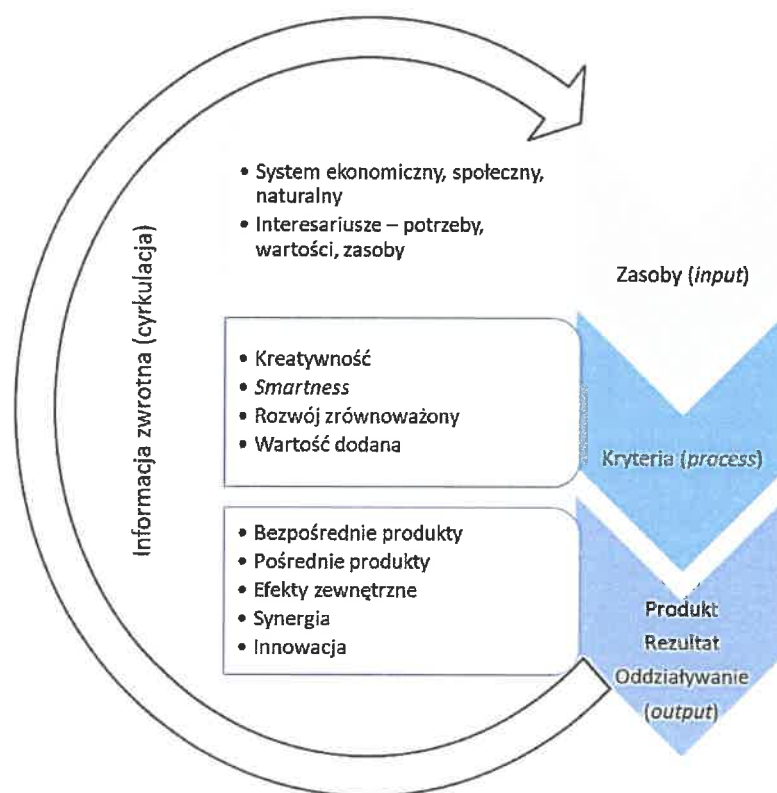 • System ekonomiczny, społeczny,
naturalny
• Interesariusze – potrzeby,
wartości, zasoby
Zasoby (input)
Informacja zwrotna (cyrkulacja)
• Kreatywność
• Smartness
• Rozwój zrównoważony
• Wartość dodana
Kryteria (process)
• Bezpośrednie produkty
• Pośrednie produkty
• Efekty zewnętrzne
• Synergia
• Innowacja
Produkt
Rezultat
Oddziaływanie
(output)